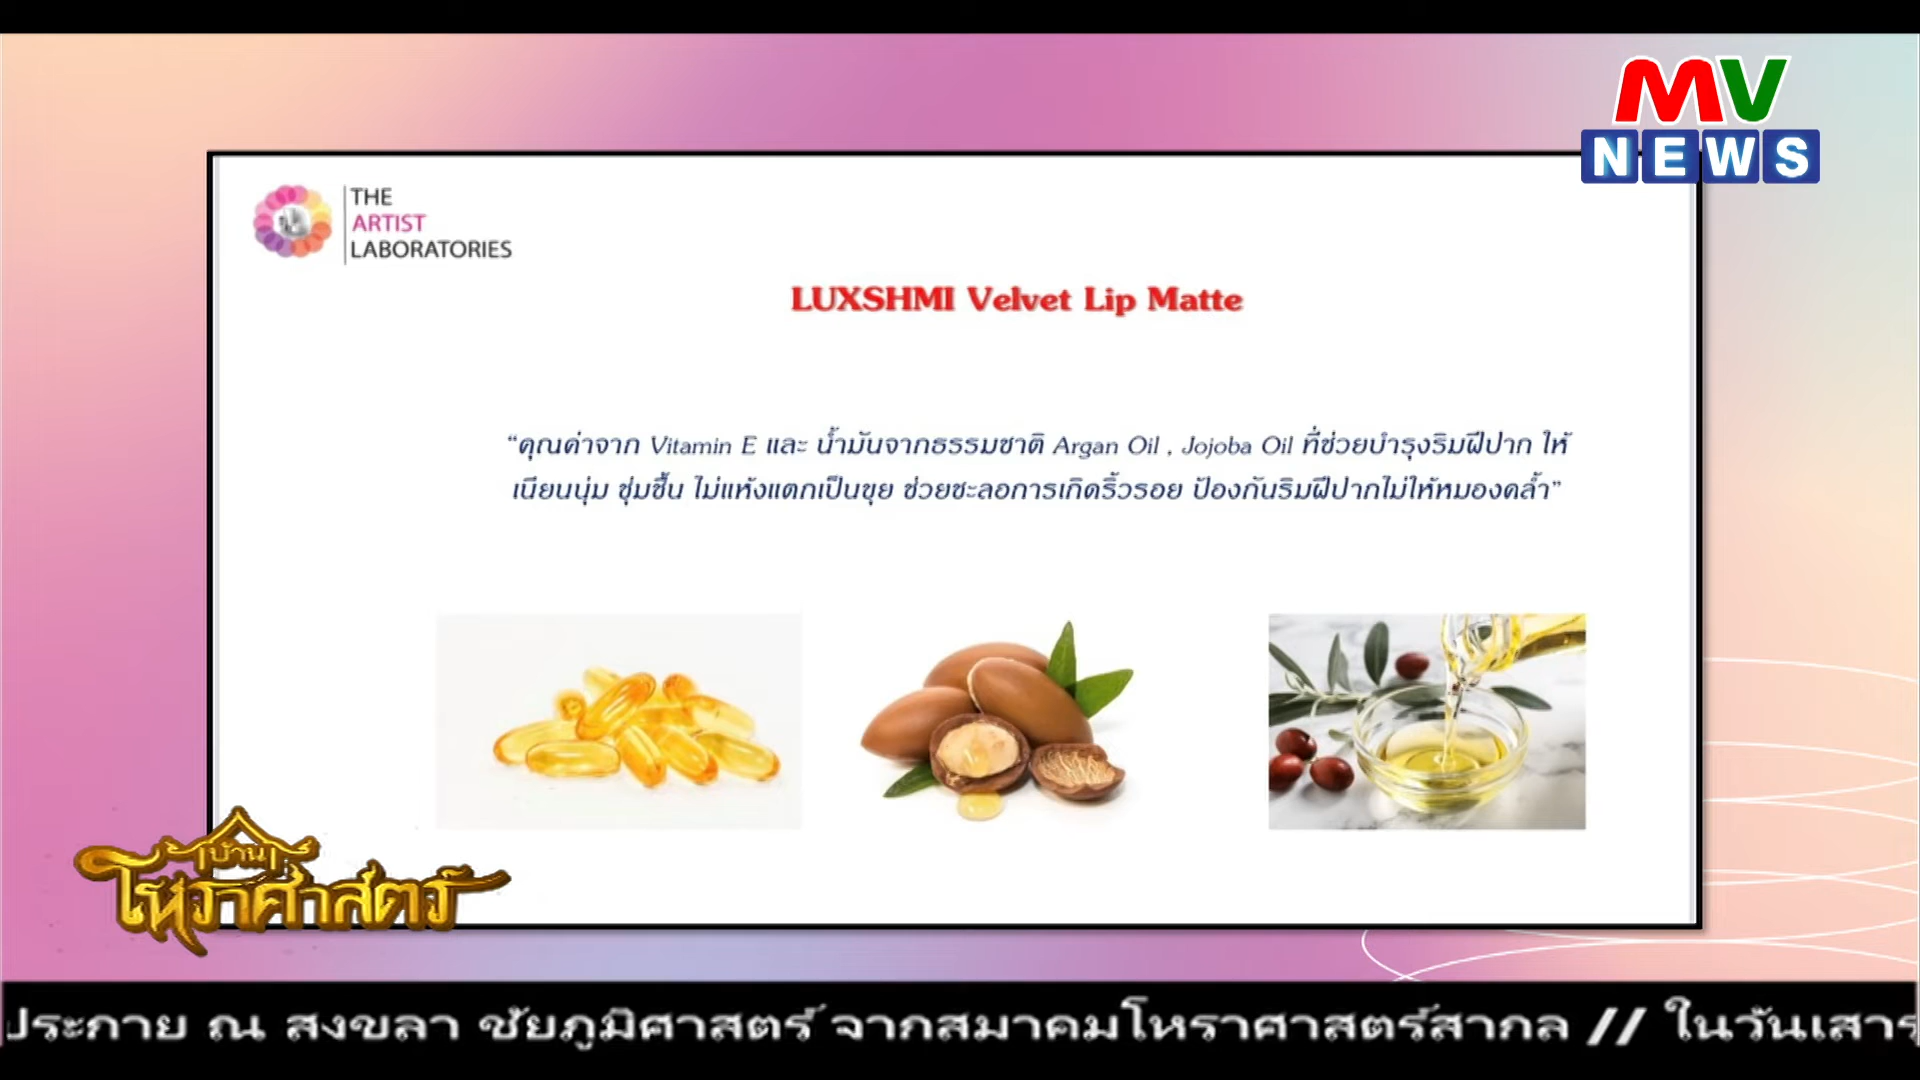 MV
NEWS
THE
ARTIST
LABORATORIES
LUXSHMI Velvet Lip Matte
“คุณค่าจาก Vitamin E และ น้ำมันจากธรรมชาติ Argan Oil , Jojoba Oil ที่ช่วยบำรุงริมฝีปาก ให้
เนียนนุ่ม ชุ่มชื้น ไม่แห้งแตกเป็นขุย ช่วยชะลอการเกิดริ้วรอย ป้องกันริมฝีปากไม่ให้หมองคล้ำ”
บ้าน
โหราศาสตร์
ประกาย ณ สงขลา ชัยภูมิศาสตร์ จากสมาคมโหราศาสตร์สากล // ในวันเสาร